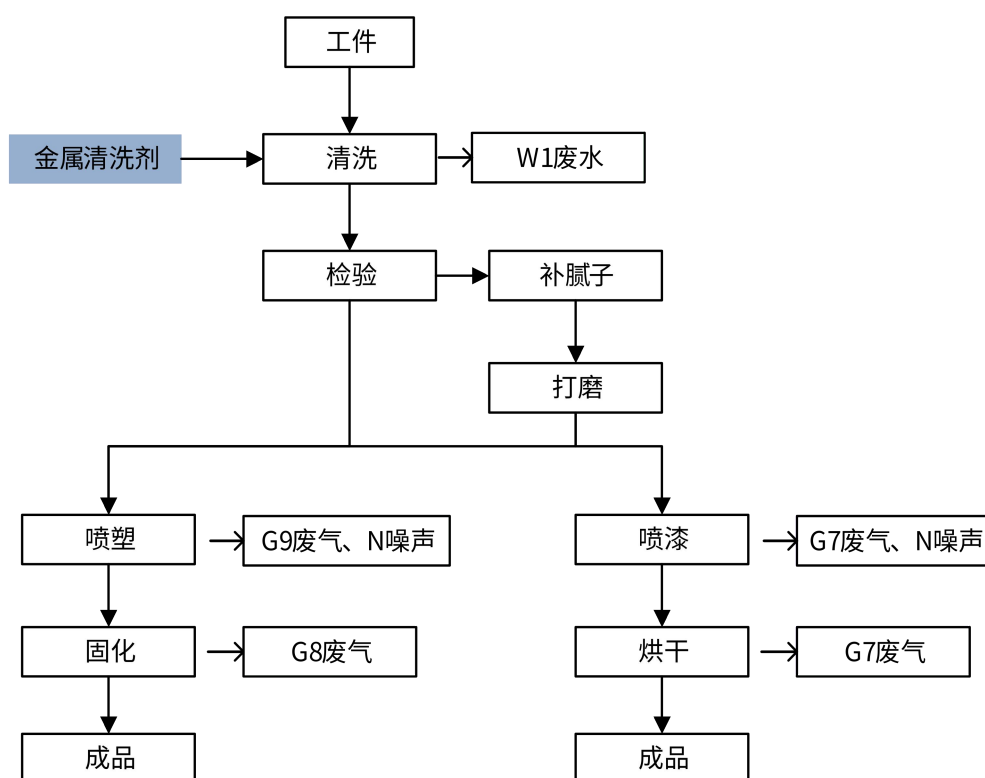 工件
金属清洗剂
清洗
W1废水
检验
补腻子
打磨
喷塑
G9废气、N噪声
喷漆
G7废气、N噪声
固化
G8废气
烘干
G7废气
成品
成品